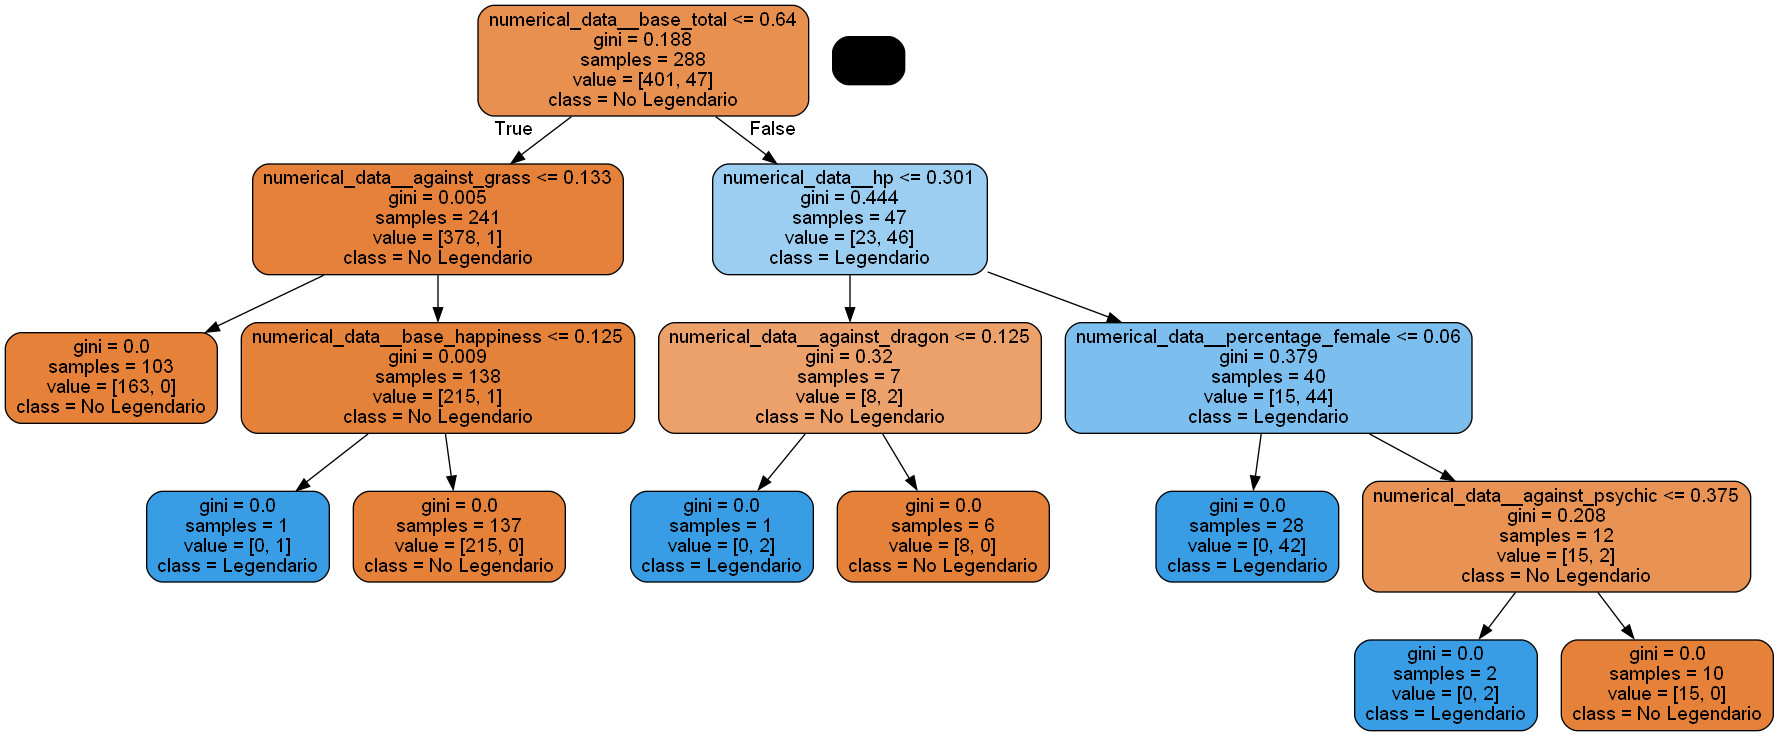 numerical_data__base_total <= 0.64
gini = 0.188
samples = 288
value = [401, 47]
class = No Legendario
True
False
numerical_data__against_grass <= 0.133
gini = 0.005
samples = 241
value = [378, 1]
class = No Legendario
numerical_data__hp <= 0.301
gini = 0.444
samples = 47
value = [23, 46]
class = Legendario
gini = 0.0
samples = 103
value = [163, 0]
class = No Legendario
numerical_data__base_happiness <= 0.125
gini = 0.009
samples = 138
value = [215, 1]
class = No Legendario
numerical_data__against_dragon <= 0.125
gini = 0.32
samples = 7
value = [8, 2]
class = No Legendario
numerical_data__percentage_female <= 0.06
gini = 0.379
samples = 40
value = [15, 44]
class = Legendario
gini = 0.0
samples = 1
value = [0, 1]
class = Legendario
gini = 0.0
samples = 137
value = [215, 0]
class = No Legendario
gini = 0.0
samples = 1
value = [0, 2]
class = Legendario
gini = 0.0
samples = 6
value = [8, 0]
class = No Legendario
gini = 0.0
samples = 28
value = [0, 42]
class = Legendario
numerical_data__against_psychic <= 0.375
gini = 0.208
samples = 12
value = [15, 2]
class = No Legendario
gini = 0.0
samples = 2
value = [0, 2]
class = Legendario
gini = 0.0
samples = 10
value = [15, 0]
class = No Legendario